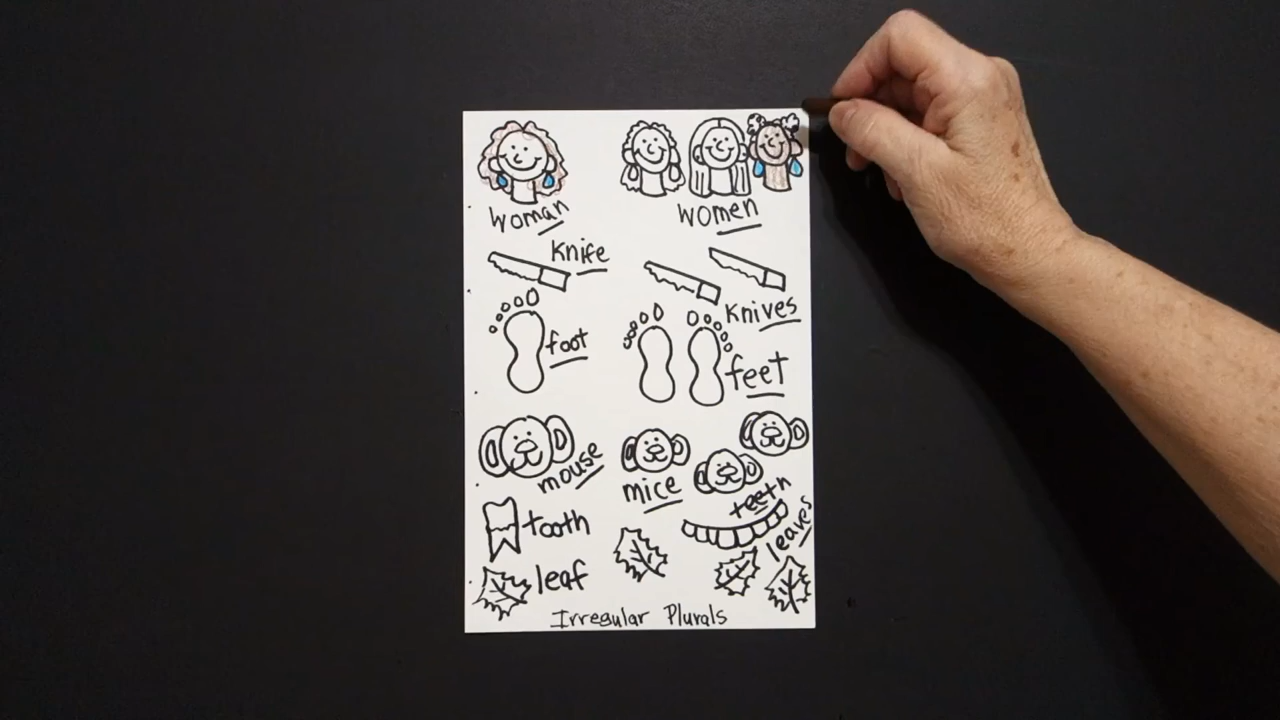 woman
women
knife
knives
foot
feet
mouse
mice
teeth
tooth
leaves
leaf
Irregular Plurals